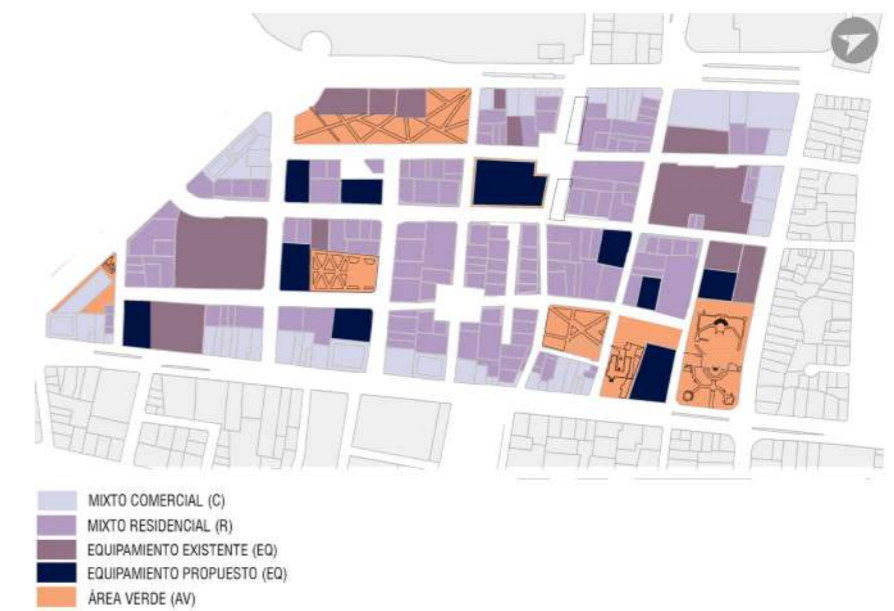 MIXTO COMERCIAL (C)
MIXTO RESIDENCIAL (R)
EQUIPAMIENTO EXISTENTE (EQ)
EQUIPAMIENTO PROPUESTO (EQ)
ÁREA VERDE (AV)